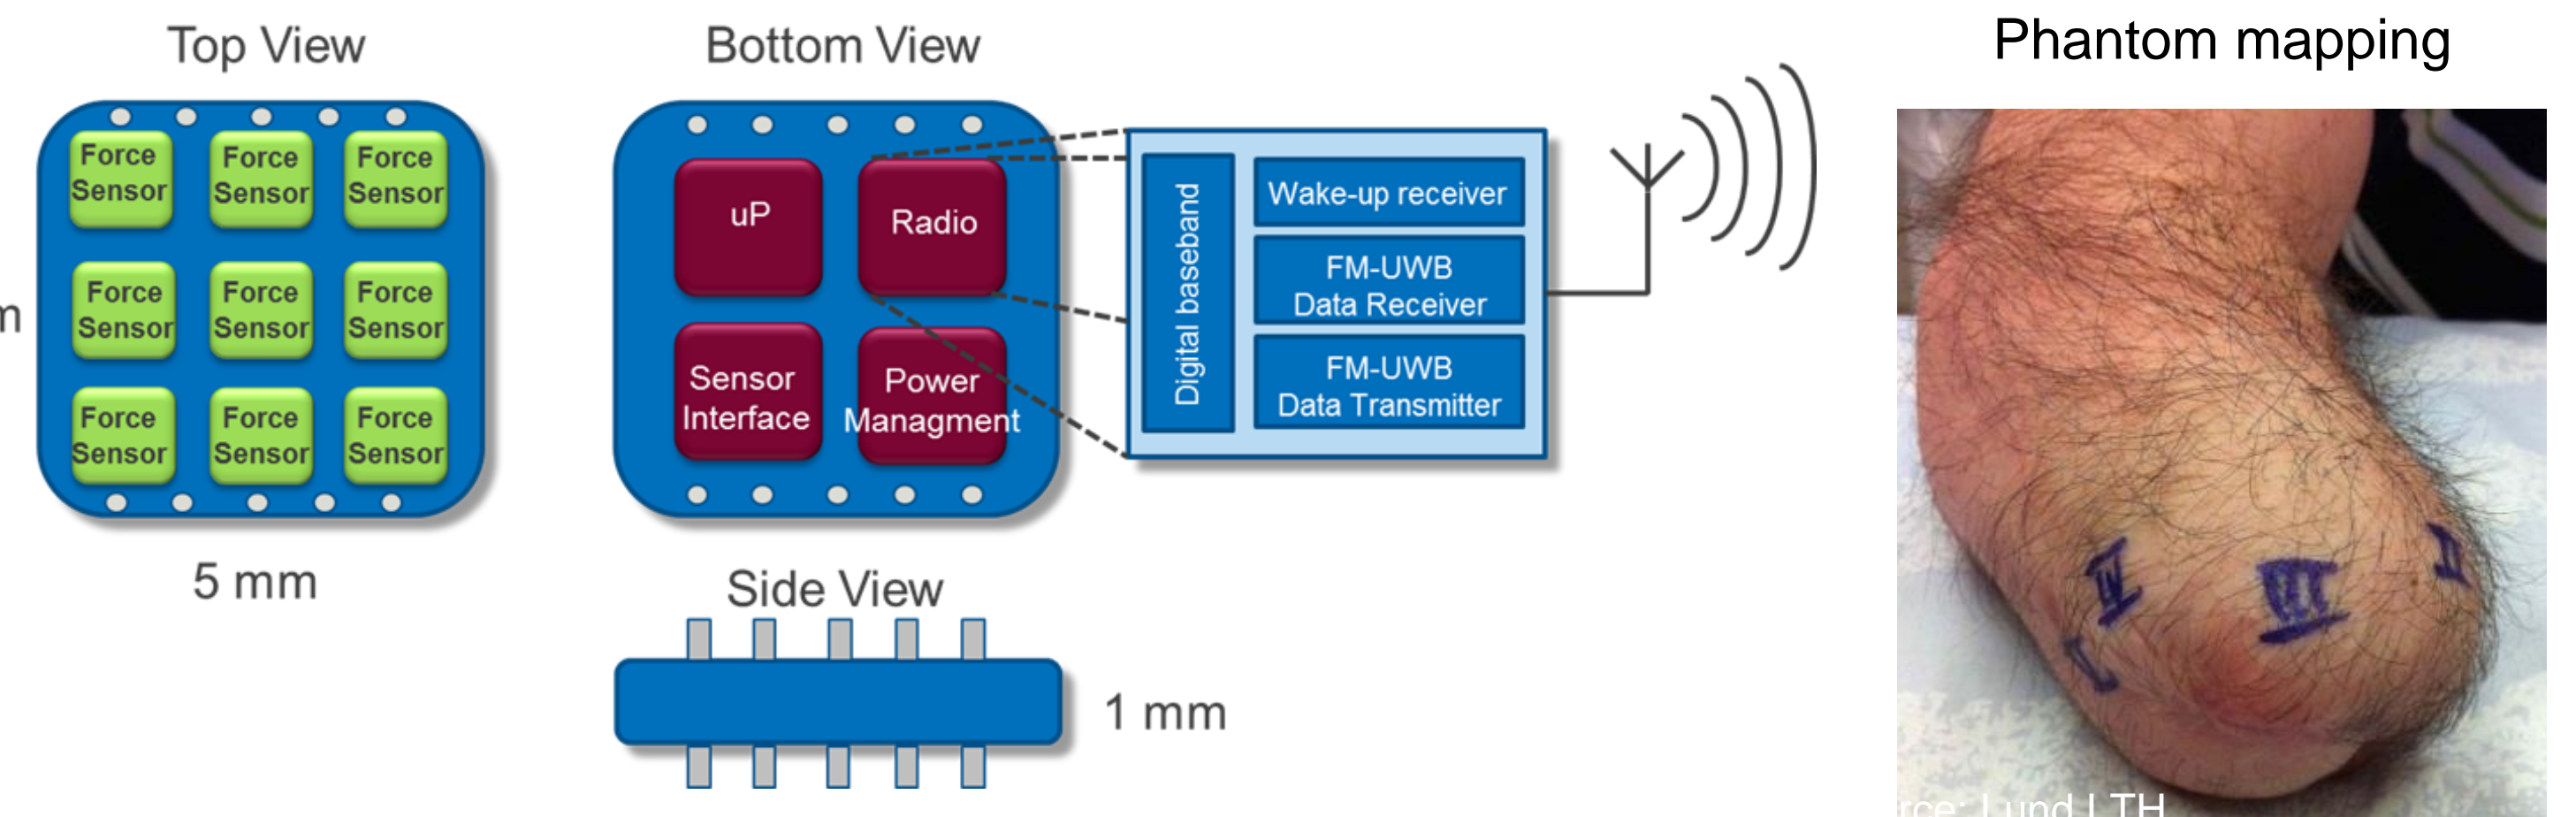 Top View
Bottom View
Phantom mapping
Force
Sensor
Force
Sensor
Force
Sensor
Force
Sensor
Force
Sensor
Force
Sensor
Force
Sensor
Force
Sensor
Force
Sensor
m
5 mm
uP
Radio
Sensor
Interface
Power
Managment
Digital baseband
Wake-up receiver
FM-UWB
Data Receiver
FM-UWB
Data Transmitter
Side View
1 mm
IV
III
II
rce: Lund LTH